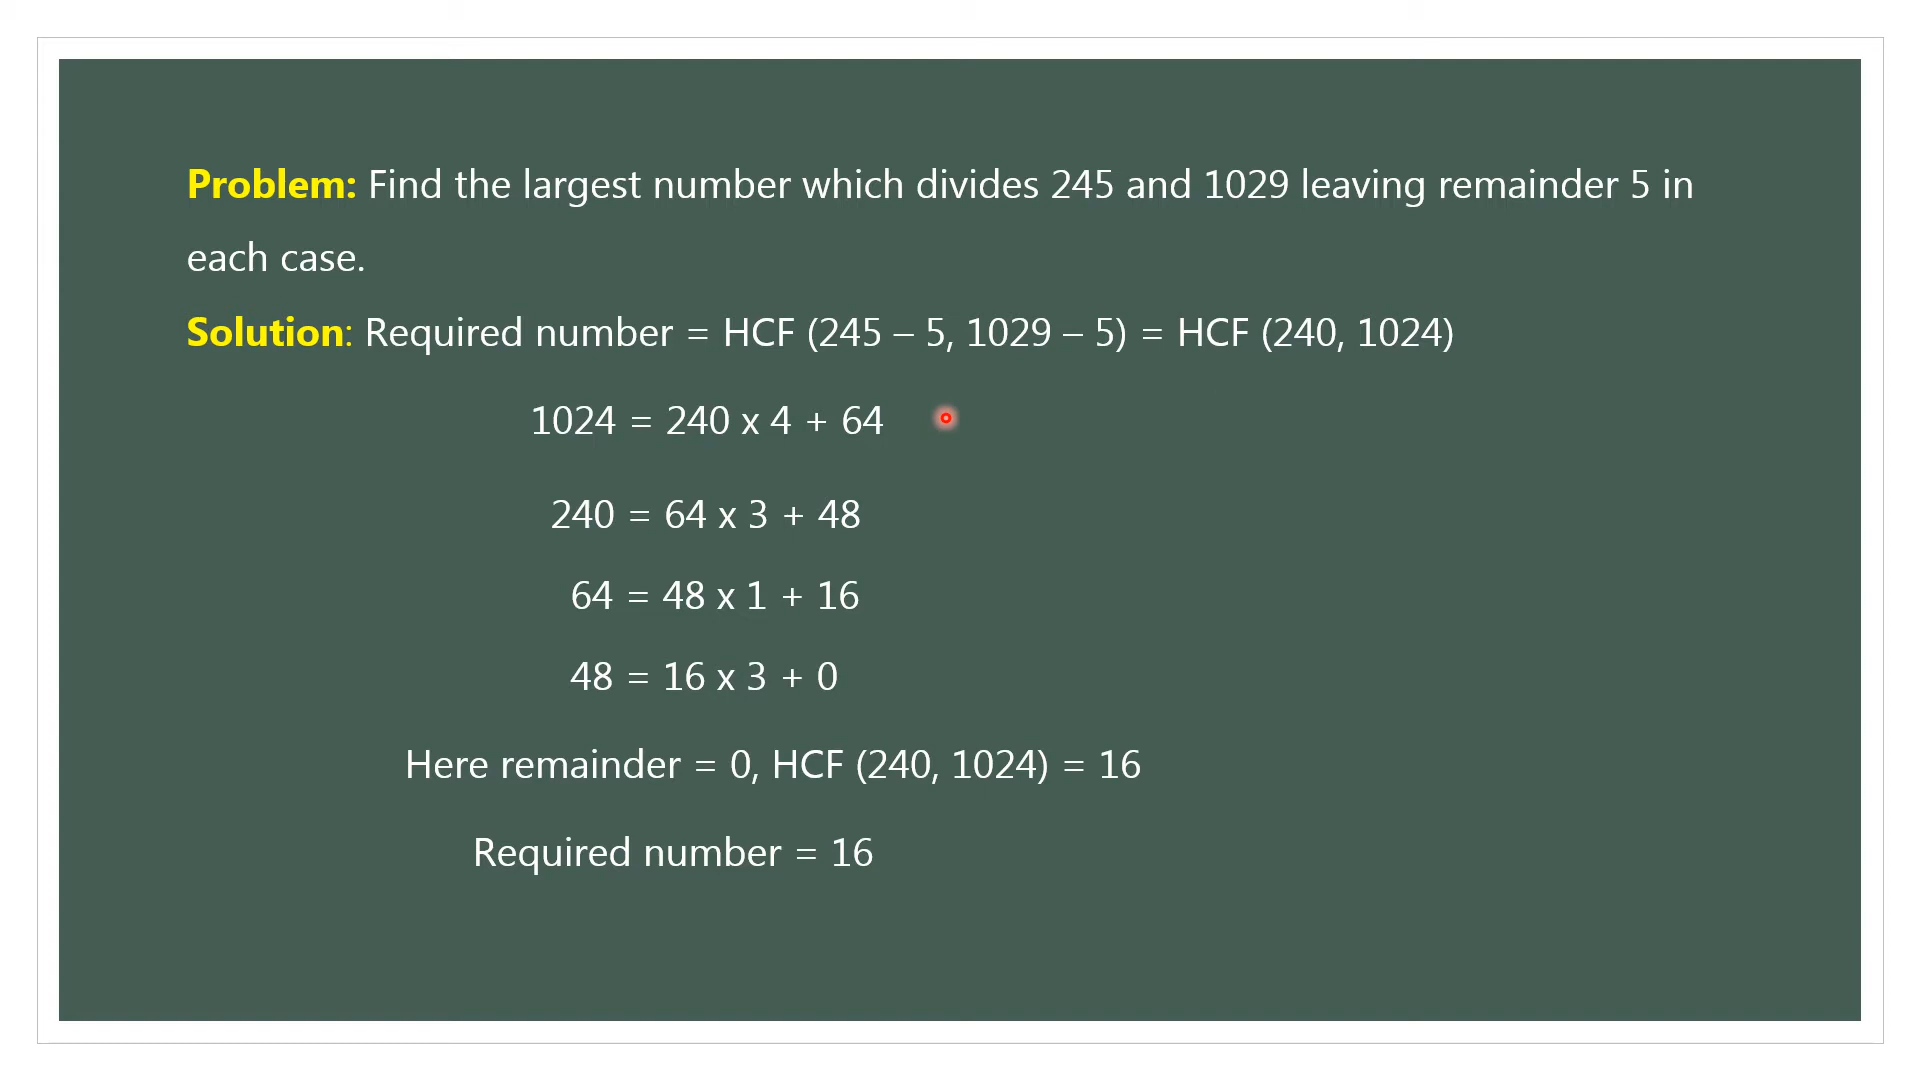 Problem: Find the largest number which divides 245 and 1029 leaving remainder 5 in
each case.
Solution: Required number = HCF (245 – 5, 1029 – 5) = HCF (240, 1024)
1024 = 240 x 4 + 64
240 = 64 x 3 + 48
64 = 48 x 1 + 16
48 = 16 x 3 + 0
Here remainder = 0, HCF (240, 1024) = 16
Required number = 16